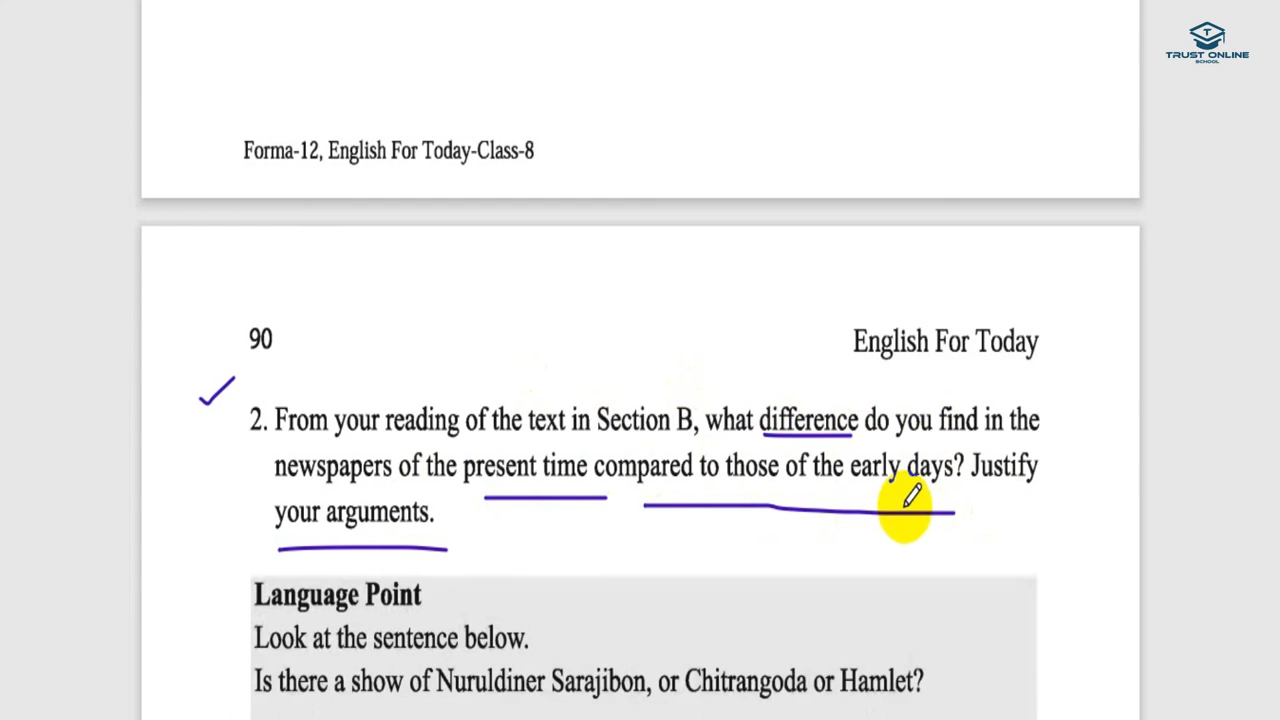 TRUST ONLINE
SCHOOL
Forma-12, English For Today-Class-8
90
English For Today
2. From your reading of the text in Section B, what difference do you find in the
newspapers of the present time compared to those of the early days? Justify
your arguments.
Language Point
Look at the sentence below.
Is there a show of Nuruldiner Sarajibon, or Chitrangoda or Hamlet?